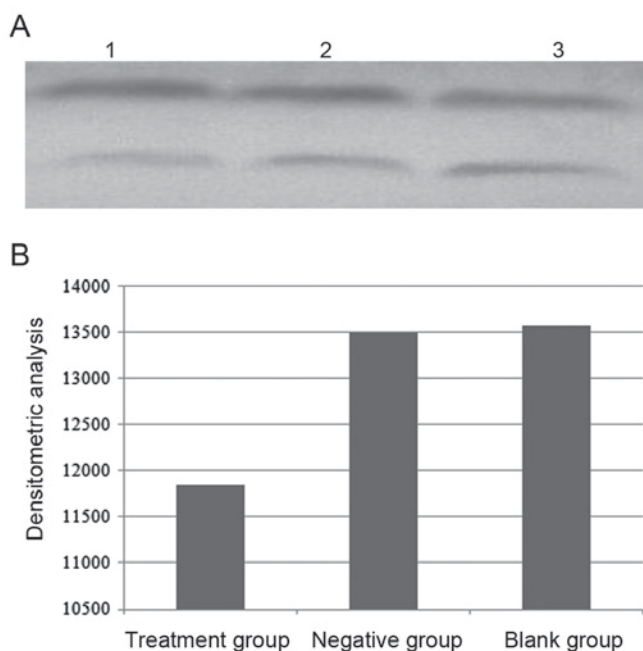 A
1 2 3
B
Densitometric analysis
14000
13500
13000
12500
12000
11500
11000
10500
Treatment group Negative group Blank group